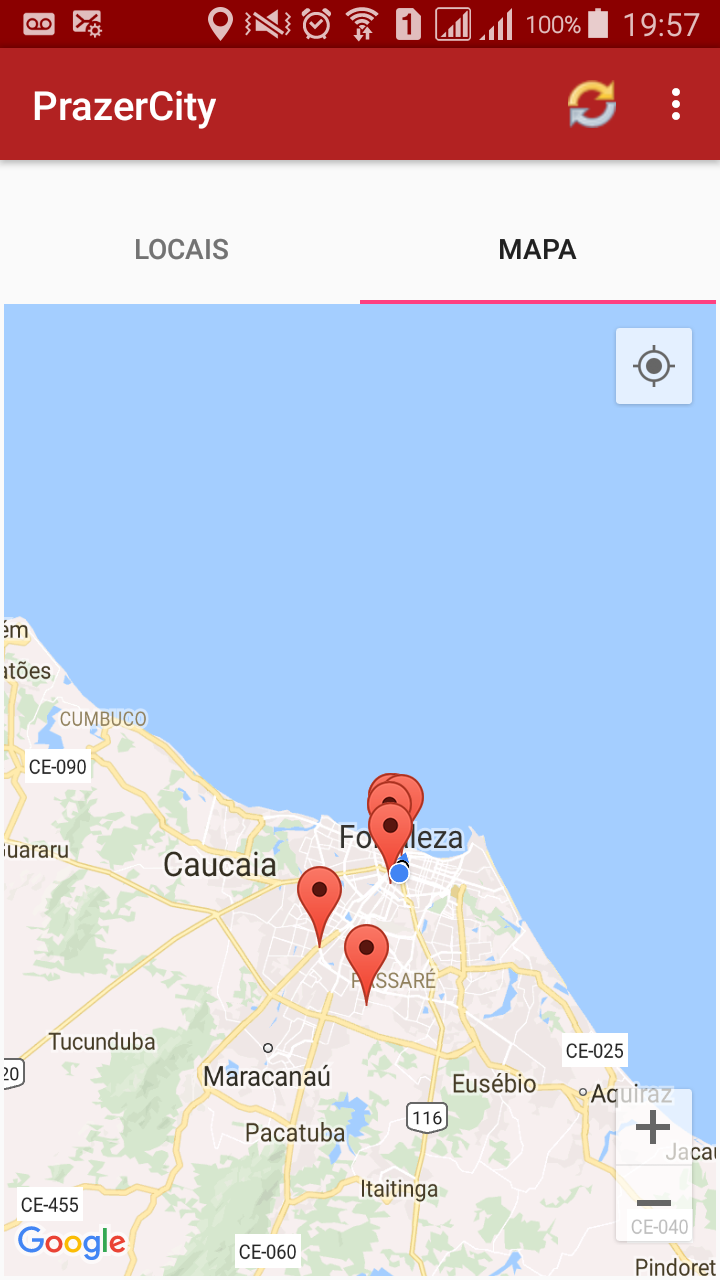 1
100%
19:57
PrazerCity
LOCAIS
MAPA
ém
atões
CUMBUCO
CE-090
Guararu
Caucaia
Fortaleza
PASSARÉ
Tucunduba
20
CE-025
Maracanaú
Eusébio
Aquiraz
116
Pacatuba
Jacau
Itaitinga
CE-455
CE-040
Google
CE-060
Pindoret